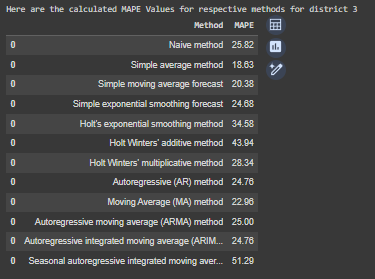 Here are the calculated MAPE Values for respective methods for district 3
Method MAPE
0 Naive method 25.82
0 Simple average method 18.63
0 Simple moving average forecast 20.38
0 Simple exponential smoothing forecast 24.68
0 Holt's exponential smoothing method 34.58
0 Holt Winters' additive method 43.94
0 Holt Winters' multiplicative method 28.34
0 Autoregressive (AR) method 24.76
0 Moving Average (MA) method 22.96
0 Autoregressive moving average (ARMA) method 25.00
0 Autoregressive integrated moving average (ARIM... 24.76
0 Seasonal autoregressive integrated moving aver... 51.29